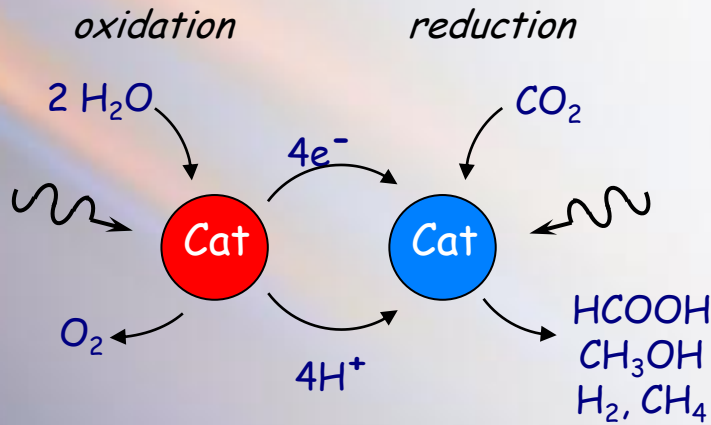 oxidation
reduction
2 H₂O
CO₂
4e⁻
Cat
Cat
O₂
4H⁺
HCOOH
CH₃OH
H₂, CH₄